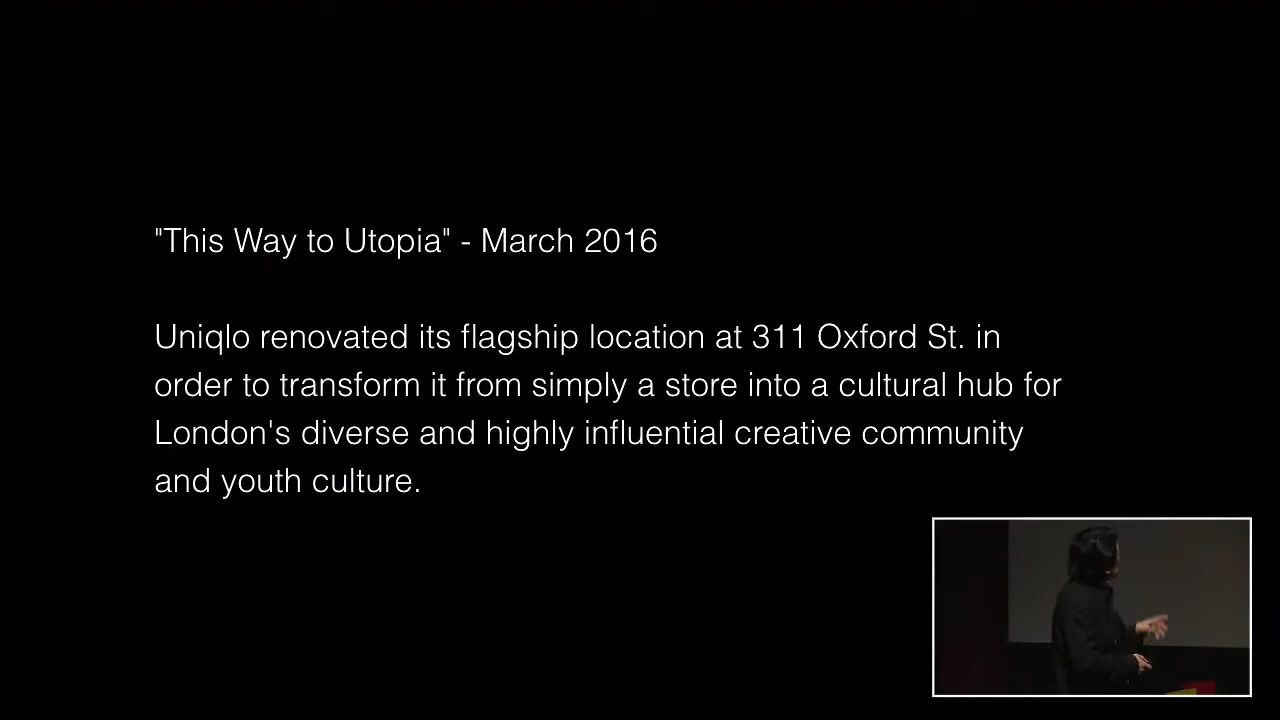 "This Way to Utopia" - March 2016
Uniqlo renovated its flagship location at 311 Oxford St. in
order to transform it from simply a store into a cultural hub for
London's diverse and highly influential creative community
and youth culture.